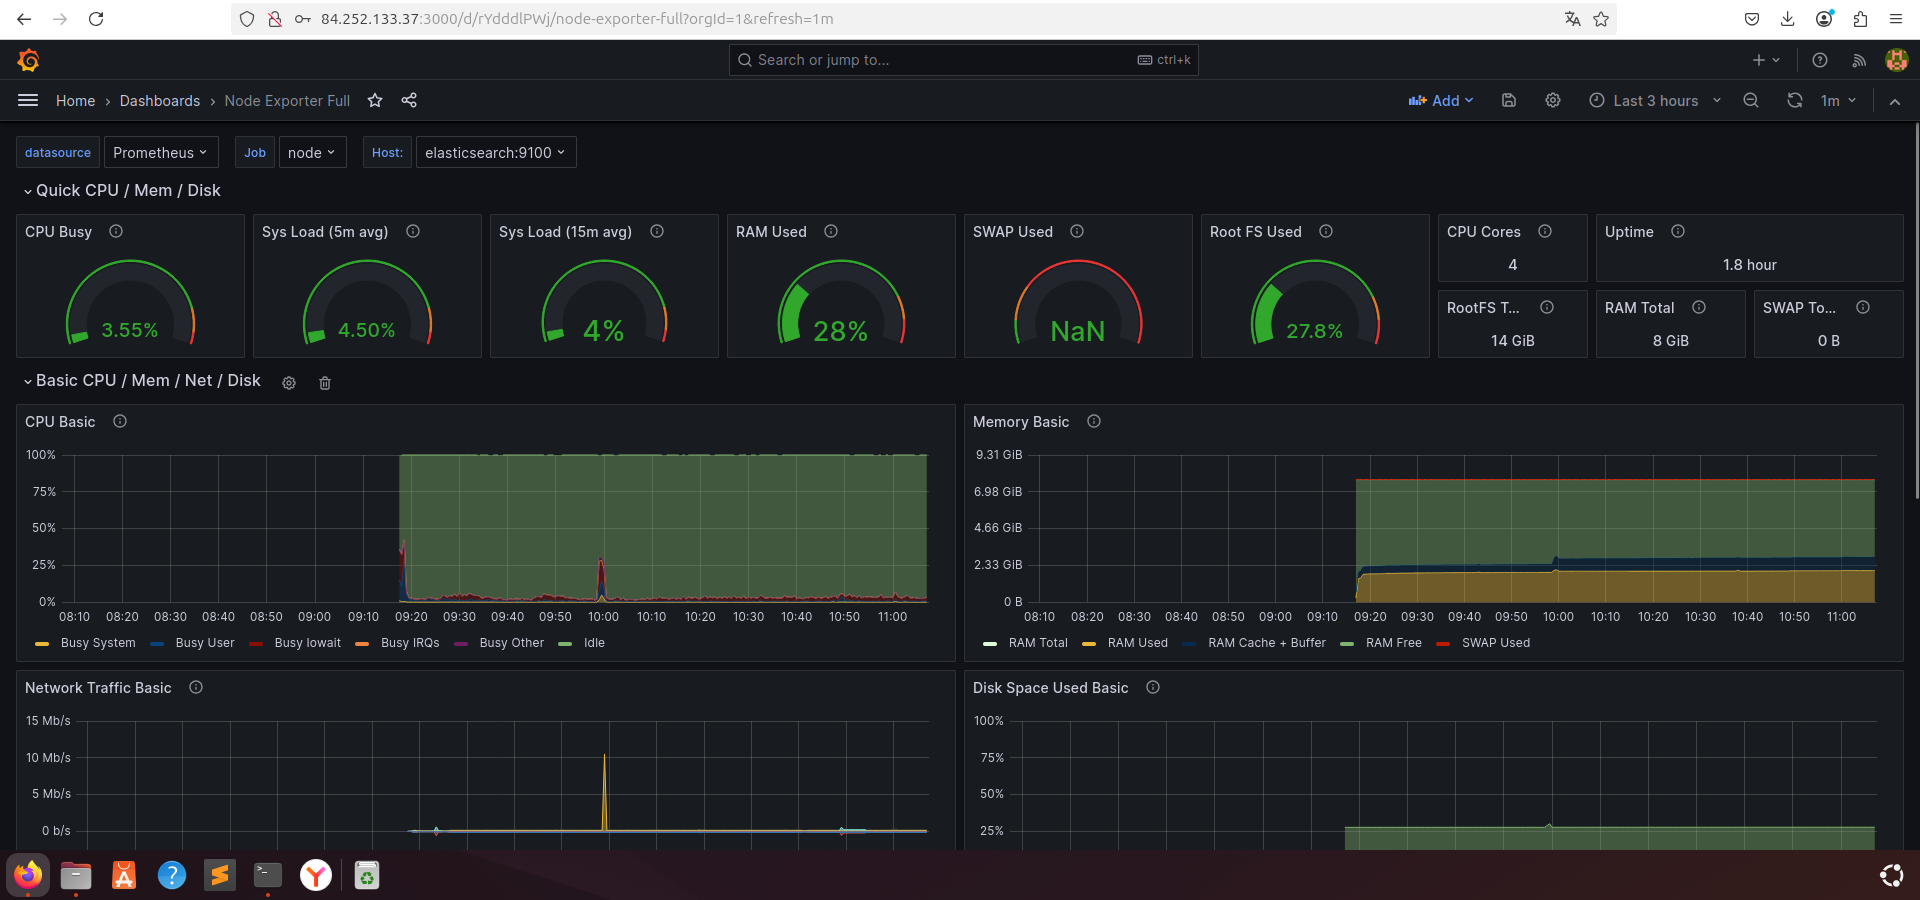 84.252.133.37:3000/d/rYdddlPWj/node-exporter-full?orgId=1&refresh=1m
Search or jump to...
ctrl+k
Home › Dashboards › Node Exporter Full
Add
Last 3 hours
1m
datasource Prometheus Job node Host: elasticsearch:9100
Quick CPU / Mem / Disk
CPU Busy
3.55%
Sys Load (5m avg)
4.50%
Sys Load (15m avg)
4%
RAM Used
28%
SWAP Used
NaN
Root FS Used
27.8%
CPU Cores
4
Uptime
1.8 hour
RootFS T...
14 GiB
RAM Total
8 GiB
SWAP To...
0 B
Basic CPU / Mem / Net / Disk
CPU Basic
100%
75%
50%
25%
0%
08:10 08:20 08:30 08:40 08:50 09:00 09:10 09:20 09:30 09:40 09:50 10:00 10:10 10:20 10:30 10:40 10:50 11:00
Busy System Busy User Busy Iowait Busy IRQs Busy Other Idle
Memory Basic
9.31 GiB
6.98 GiB
4.66 GiB
2.33 GiB
0 B
08:10 08:20 08:30 08:40 08:50 09:00 09:10 09:20 09:30 09:40 09:50 10:00 10:10 10:20 10:30 10:40 10:50 11:00
RAM Total RAM Used RAM Cache + Buffer RAM Free SWAP Used
Network Traffic Basic
15 Mb/s
10 Mb/s
5 Mb/s
0 b/s
Disk Space Used Basic
100%
75%
50%
25%